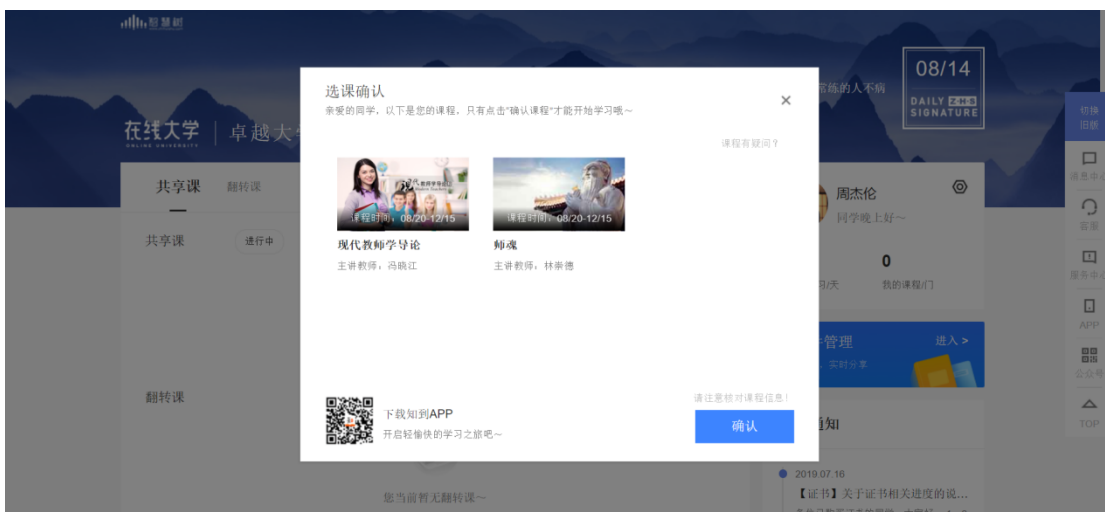 智慧树
08/14
DAILY Z·H·S
SIGNATURE
常练的人不病
切换
旧版
在线大学
ONLINE UNIVERSITY
卓越大
选课确认
亲爱的同学，以下是您的课程，只有点击“确认课程”才能开始学习哦～
×
课程有疑问？
课程时间：08/20-12/15
现代教师学导论
主讲教师：冯晓江
课程时间：08/20-12/15
师魂
主讲教师：林崇德
下载知到APP
开启轻愉快的学习之旅吧～
请注意核对课程信息！
确认
共享课
翻转课
共享课
进行中
翻转课
您当前暂无翻转课～
周杰伦
同学晚上好～
0
习/天
我的课程/门
管理
进入 >
实时分享
通知
2019.07.16
【证书】关于证书相关进度的说...
消息中心
客服
服务中心
APP
公众号
TOP